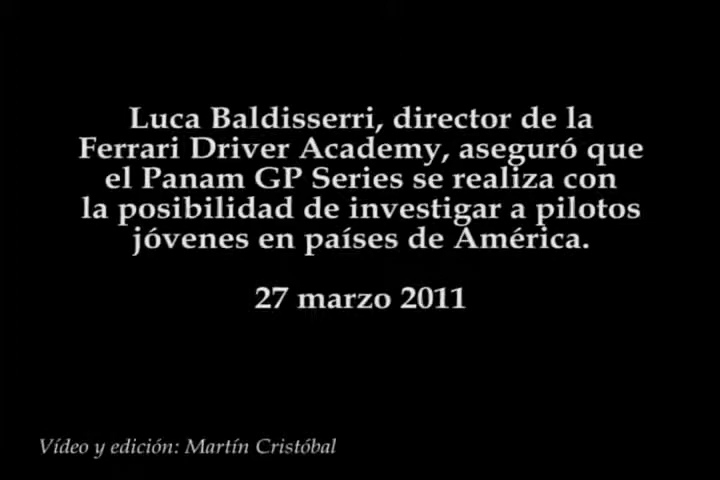 Luca Baldisserri, director de la
Ferrari Driver Academy, aseguró que
el Panam GP Series se realiza con
la posibilidad de investigar a pilotos
jóvenes en países de América.
27 marzo 2011
Vídeo y edición: Martín Cristóbal